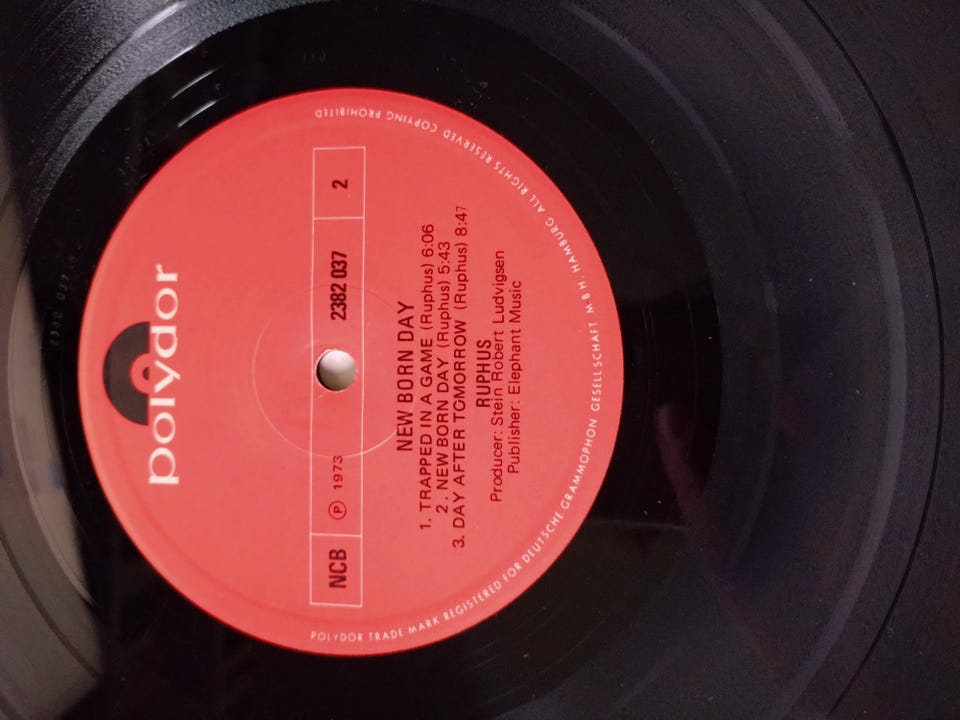 polydor
NCB ℗ 1973 2382 037 2
NEW BORN DAY
1. TRAPPED IN A GAME (Ruphus) 6:06
2. NEW BORN DAY (Ruphus) 5:43
3. DAY AFTER TOMORROW (Ruphus) 8:47
RUPHUS
Producer: Stein Robert Ludvigsen
Publisher: Elephant Music
POLYDOR TRADE MARK REGISTERED FOR DEUTSCHE GRAMMOPHON GESELLSCHAFT M.B.H. HAMBURG ALL RIGHTS RESERVED COPYING PROHIBITED